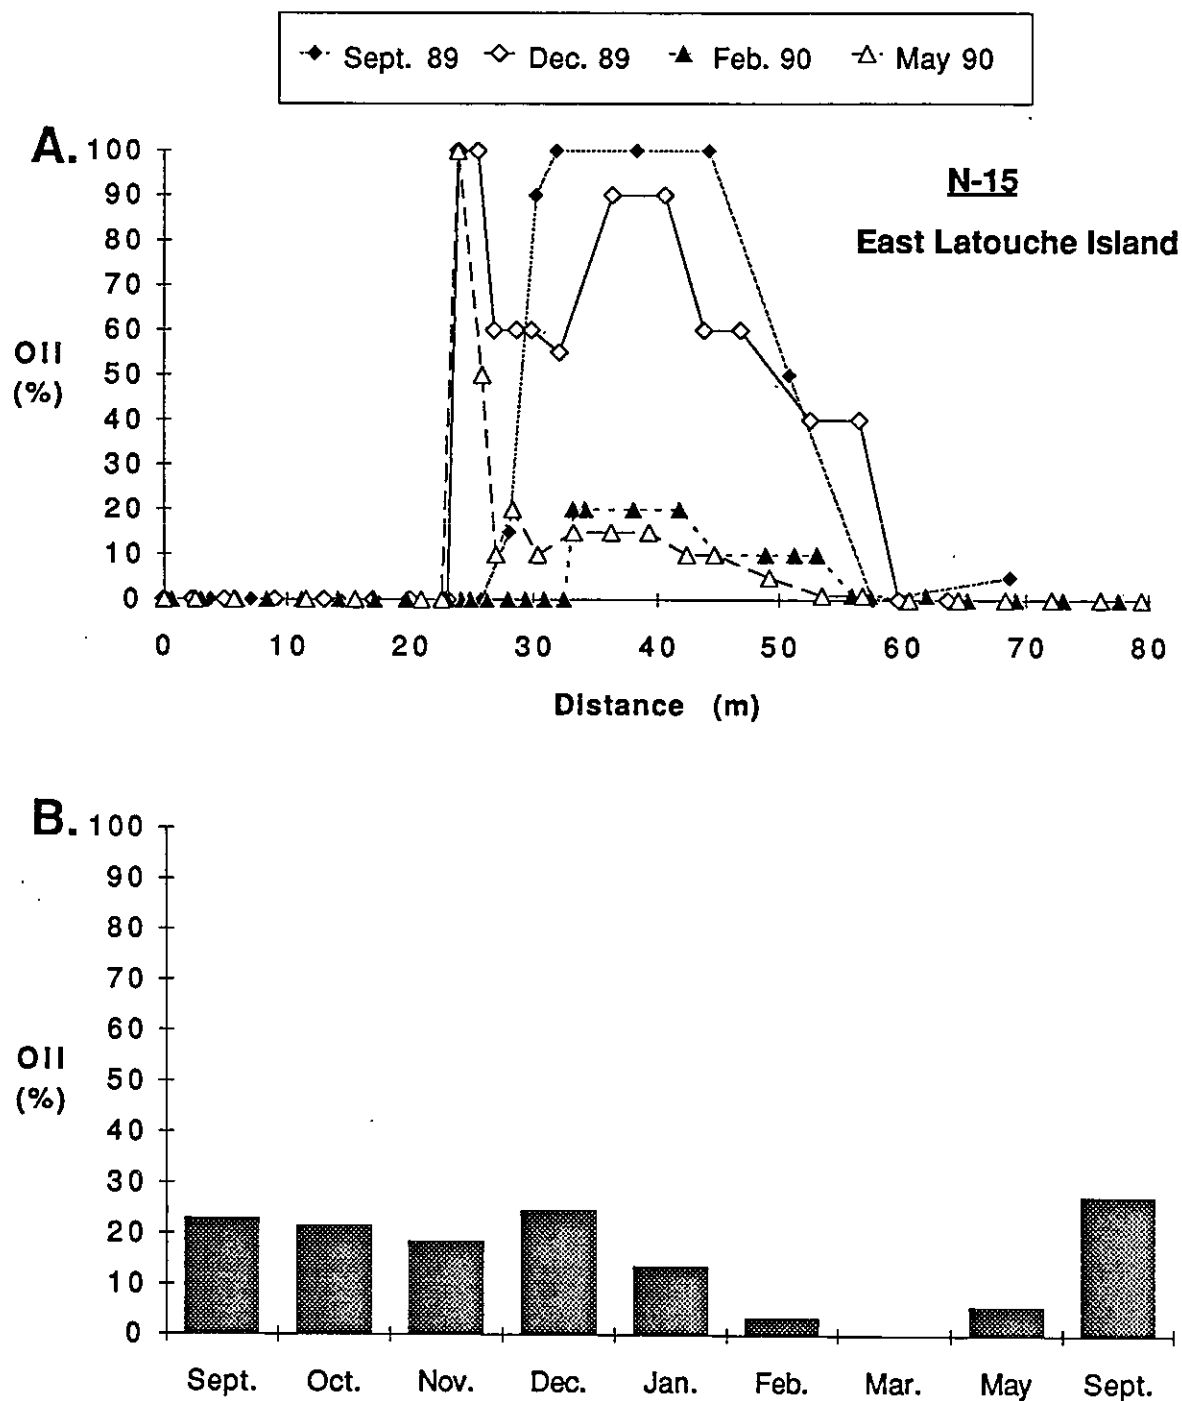 Sept. 89 Dec. 89 Feb. 90 May 90
A.
100
90
80
70
60
50
40
30
20
10
0
Oil
(%)
N-15
East Latouche Island
0 10 20 30 40 50 60 70 80
Distance (m)
B.
100
90
80
70
60
50
40
30
20
10
0
Oil
(%)
Sept. Oct. Nov. Dec. Jan. Feb. Mar. May Sept.